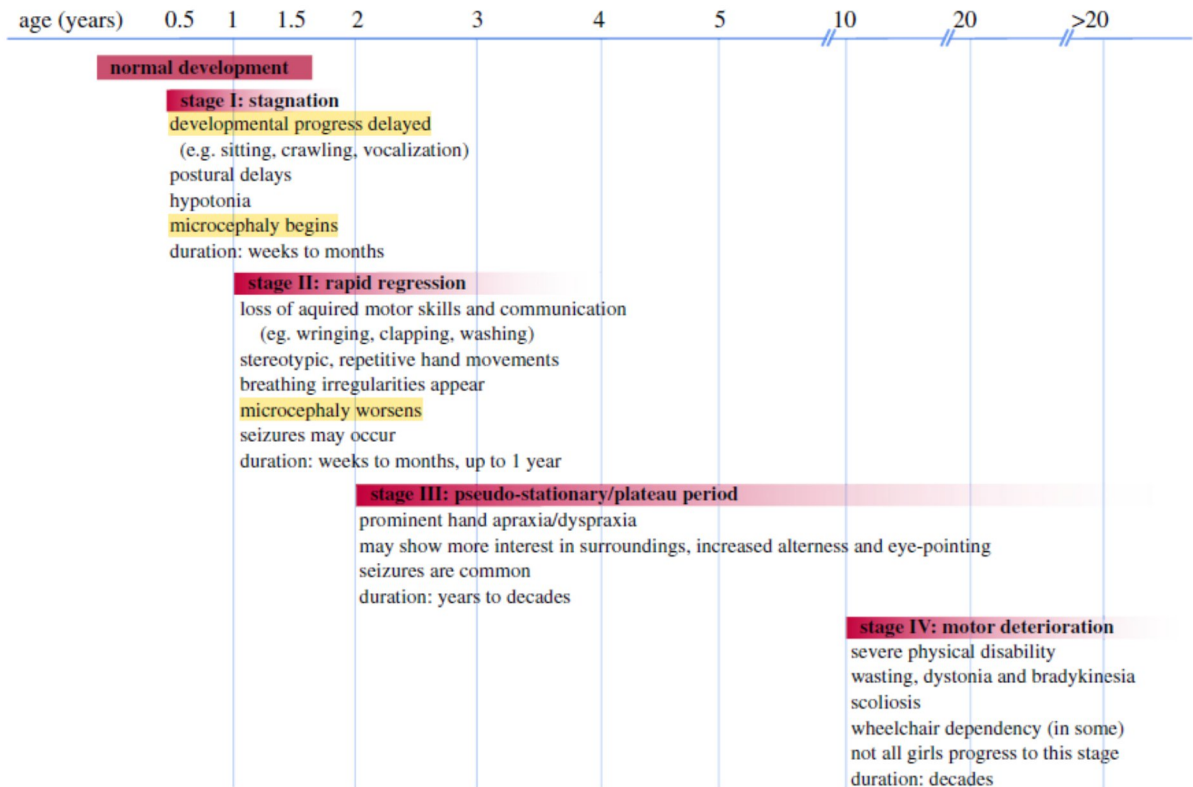 age (years) 0.5 1 1.5 2 3 4 5 10 20 >20
normal development
stage I: stagnation
developmental progress delayed
(e.g. sitting, crawling, vocalization)
postural delays
hypotonia
microcephaly begins
duration: weeks to months
stage II: rapid regression
loss of aquired motor skills and communication
(eg. wringing, clapping, washing)
stereotypic, repetitive hand movements
breathing irregularities appear
microcephaly worsens
seizures may occur
duration: weeks to months, up to 1 year
stage III: pseudo-stationary/plateau period
prominent hand apraxia/dyspraxia
may show more interest in surroundings, increased alterness and eye-pointing
seizures are common
duration: years to decades
stage IV: motor deterioration
severe physical disability
wasting, dystonia and bradykinesia
scoliosis
wheelchair dependency (in some)
not all girls progress to this stage
duration: decades